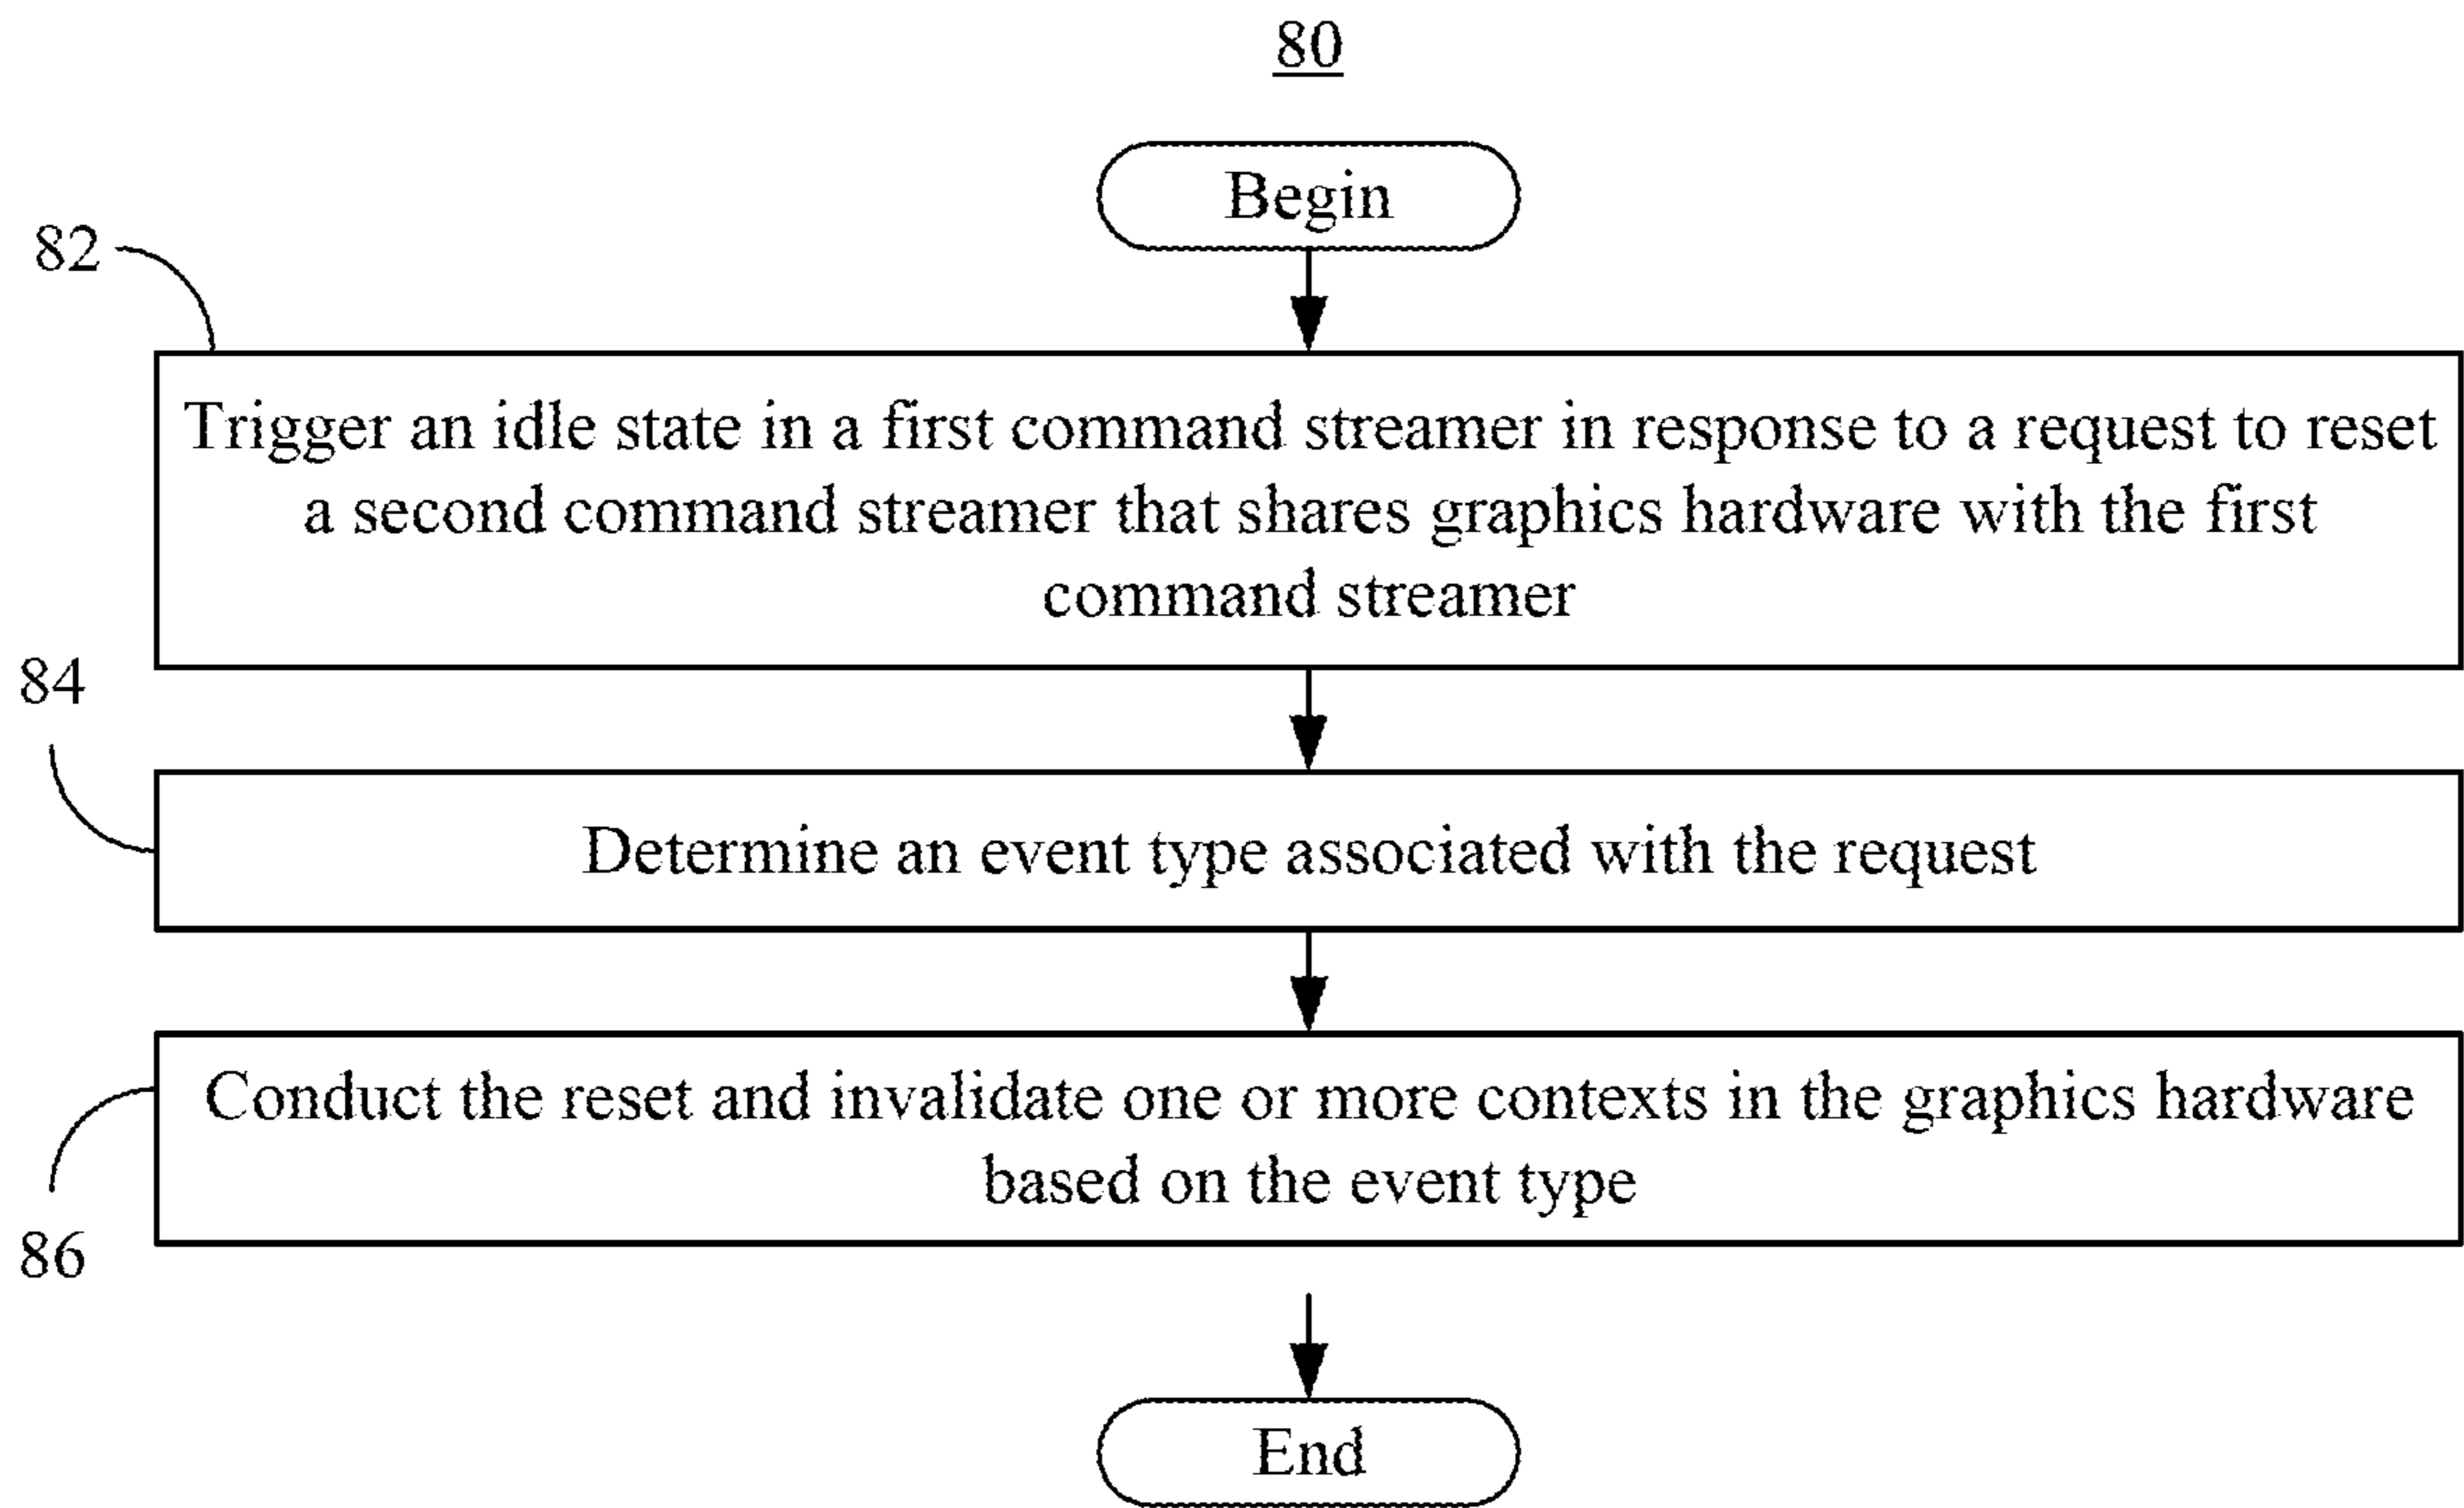 80
Begin
82
Trigger an idle state in a first command streamer in response to a request to reset
a second command streamer that shares graphics hardware with the first
command streamer
84
Determine an event type associated with the request
Conduct the reset and invalidate one or more contexts in the graphics hardware
based on the event type
86
End